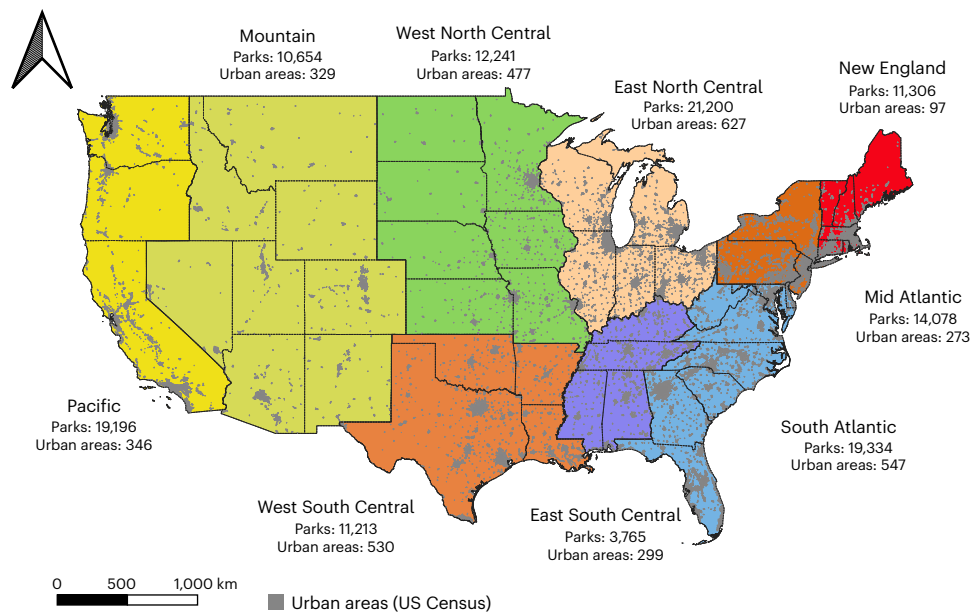 Mountain
Parks: 10,654
Urban areas: 329
West North Central
Parks: 12,241
Urban areas: 477
East North Central
Parks: 21,200
Urban areas: 627
New England
Parks: 11,306
Urban areas: 97
Mid Atlantic
Parks: 14,078
Urban areas: 273
Pacific
Parks: 19,196
Urban areas: 346
South Atlantic
Parks: 19,334
Urban areas: 547
West South Central
Parks: 11,213
Urban areas: 530
East South Central
Parks: 3,765
Urban areas: 299
0 500 1,000 km
Urban areas (US Census)